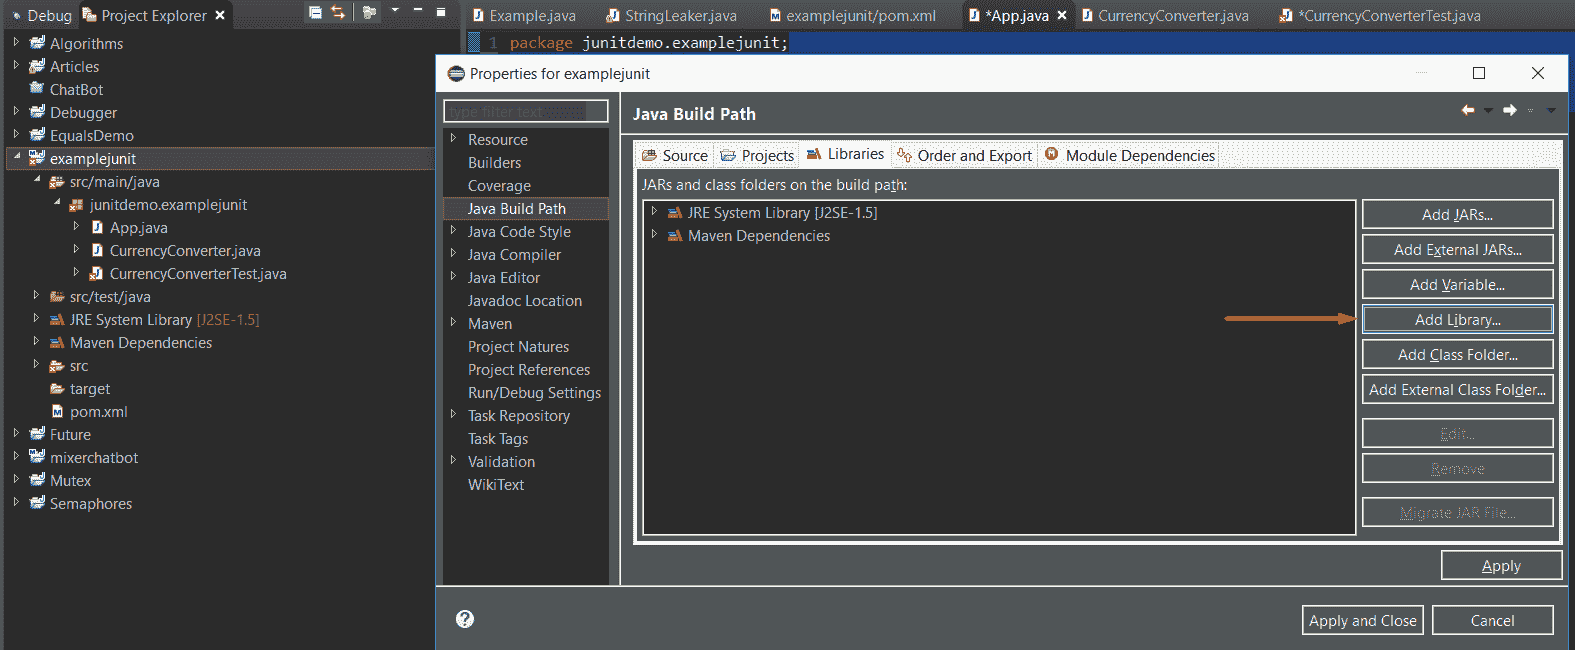 Debug Project Explorer
Example.java StringLeaker.java examplejunit/pom.xml *App.java CurrencyConverter.java *CurrencyConverterTest.java
1 package junitdemo.examplejunit;
Algorithms
Articles
ChatBot
Debugger
EqualsDemo
examplejunit
src/main/java
junitdemo.examplejunit
App.java
CurrencyConverter.java
CurrencyConverterTest.java
src/test/java
JRE System Library [J2SE-1.5]
Maven Dependencies
src
target
pom.xml
Future
mixerchatbot
Mutex
Semaphores
Properties for examplejunit
type filter text
Resource
Builders
Coverage
Java Build Path
Java Code Style
Java Compiler
Java Editor
Javadoc Location
Maven
Project Natures
Project References
Run/Debug Settings
Task Repository
Task Tags
Validation
WikiText
Java Build Path
Source Projects Libraries Order and Export Module Dependencies
JARs and class folders on the build path:
JRE System Library [J2SE-1.5]
Maven Dependencies
Add JARs...
Add External JARs...
Add Variable...
Add Library...
Add Class Folder...
Add External Class Folder...
Edit...
Remove
Migrate JAR File...
Apply
Apply and Close Cancel